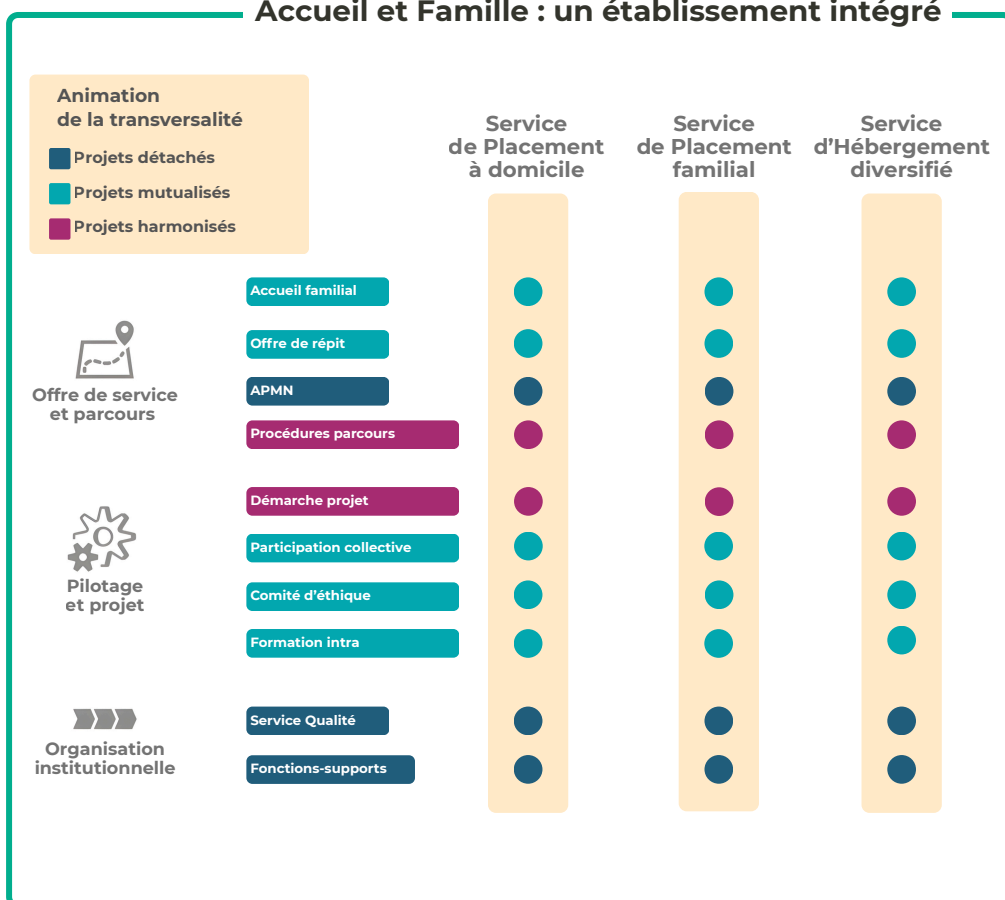 Accueil et Famille : un établissement intégré
Animation
de la transversalité
Projets détachés
Projets mutualisés
Projets harmonisés
Service
de Placement
à domicile
Service
de Placement
familial
Service
d’Hébergement
diversifié
Offre de service
et parcours
Accueil familial
Offre de répit
APMN
Procédures parcours
Pilotage
et projet
Démarche projet
Participation collective
Comité d’éthique
Formation intra
Organisation
institutionnelle
Service Qualité
Fonctions-supports